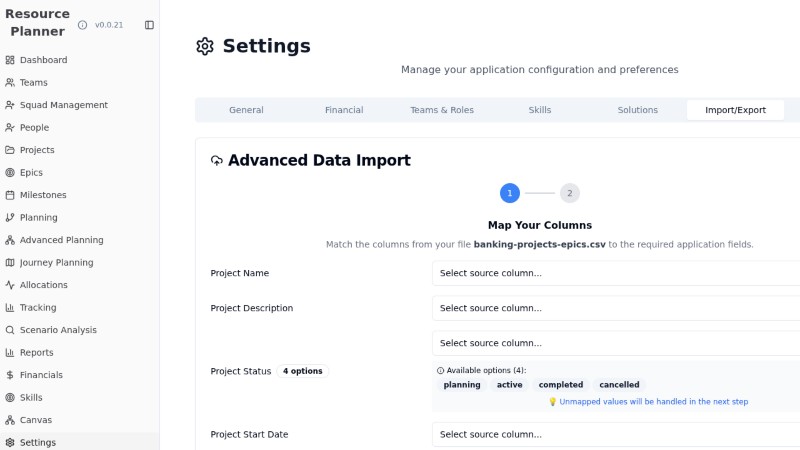 Resource Planner
v0.0.21
Dashboard
Teams
Squad Management
People
Projects
Epics
Milestones
Planning
Advanced Planning
Journey Planning
Allocations
Tracking
Scenario Analysis
Reports
Financials
Skills
Canvas
Settings
Settings
Manage your application configuration and preferences
General
Financial
Teams & Roles
Skills
Solutions
Import/Export
Advanced Data Import
1
2
Map Your Columns
Match the columns from your file banking-projects-epics.csv to the required application fields.
Project Name
Select source column...
Project Description
Select source column...
Select source column...
Project Status
4 options
Available options (4):
planning
active
completed
cancelled
💡 Unmapped values will be handled in the next step
Project Start Date
Select source column...